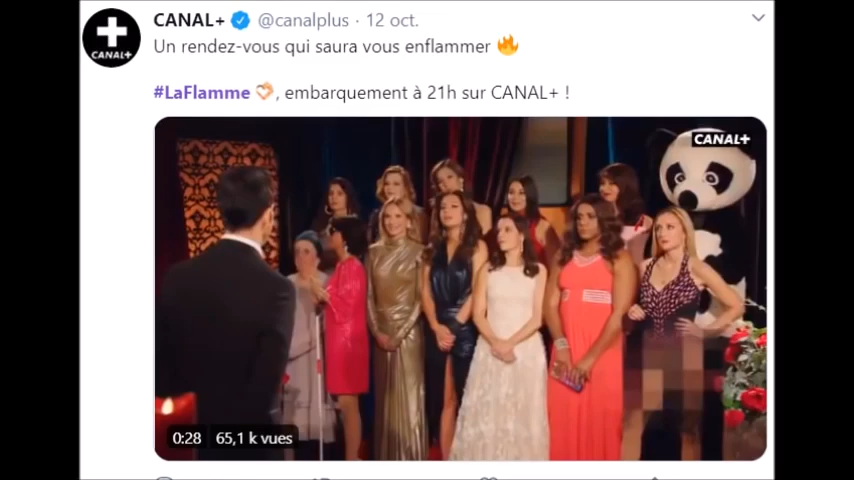 CANAL+ @canalplus · 12 oct.
CANAL+
Un rendez-vous qui saura vous enflammer 🔥
#LaFlamme, embarquement à 21h sur CANAL+ !
CANAL+
0:28 65,1 k vues